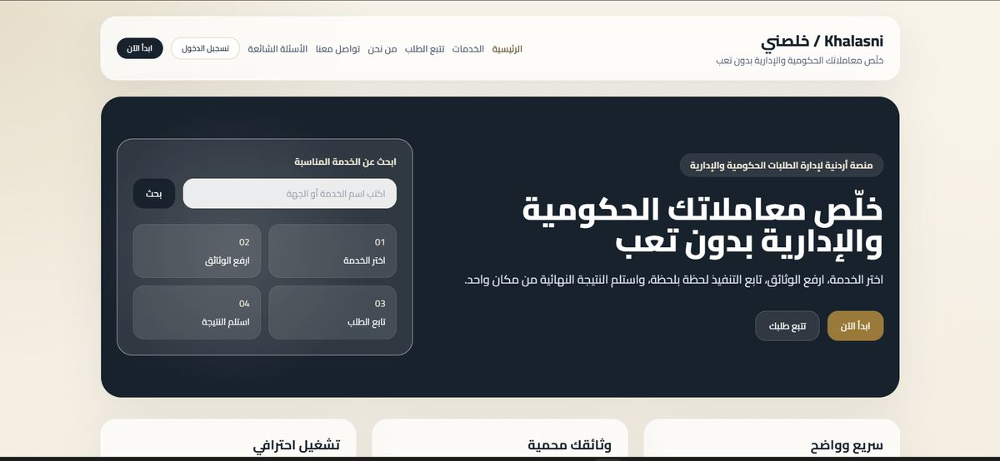 خلصني / Khalasni
خلّص معاملاتك الحكومية والإدارية بدون تعب
الرئيسية
الخدمات
تتبع الطلب
من نحن
تواصل معنا
الأسئلة الشائعة
تسجيل الدخول
ابدأ الآن
منصة أردنية لإدارة الطلبات الحكومية والإدارية
خلّص معاملاتك الحكومية
والإدارية بدون تعب
اختر الخدمة، ارفع الوثائق، تابع التنفيذ لحظة بلحظة، واستلم النتيجة النهائية من مكان واحد.
ابدأ الآن
تتبع طلبك
ابحث عن الخدمة المناسبة
اكتب اسم الخدمة أو الجهة
بحث
01
اختر الخدمة
02
ارفع الوثائق
03
تابع الطلب
04
استلم النتيجة
سريع وواضح
وثائقك محمية
تشغيل احترافي